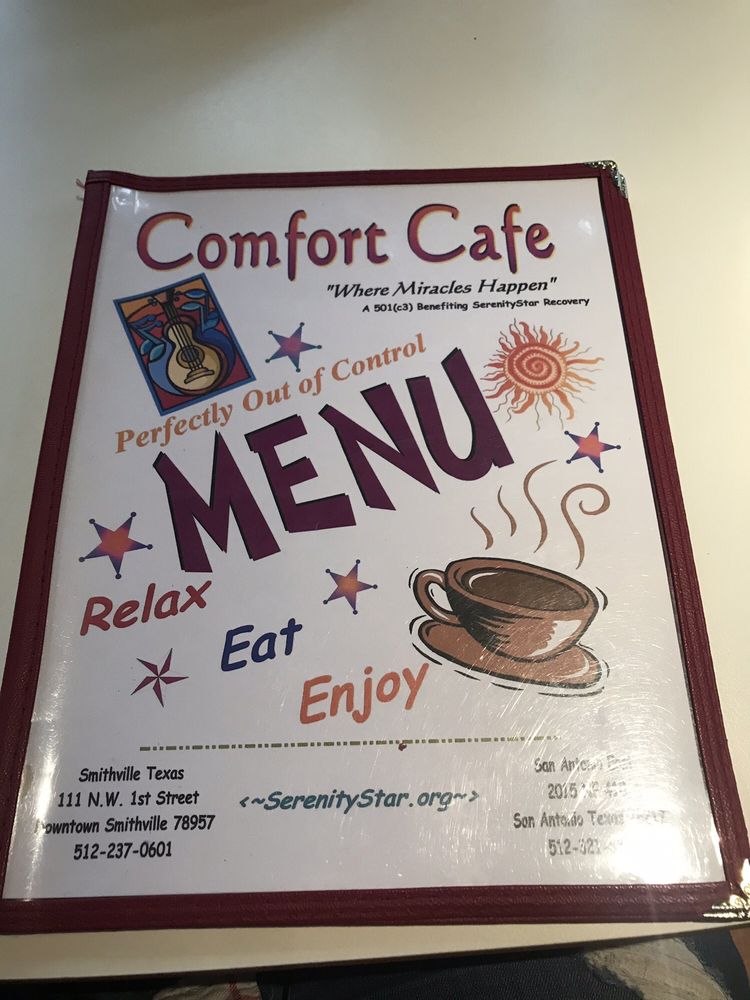 Comfort Cafe
"Where Miracles Happen"
A 501(c3) Benefiting SerenityStar Recovery
Perfectly Out of Control
MENU
Relax
Eat
Enjoy
Smithville Texas
111 N.W. 1st Street
Downtown Smithville 78957
512-237-0601
<~SerenityStar.org~>
San Antonio
2015
San Antonio Texas